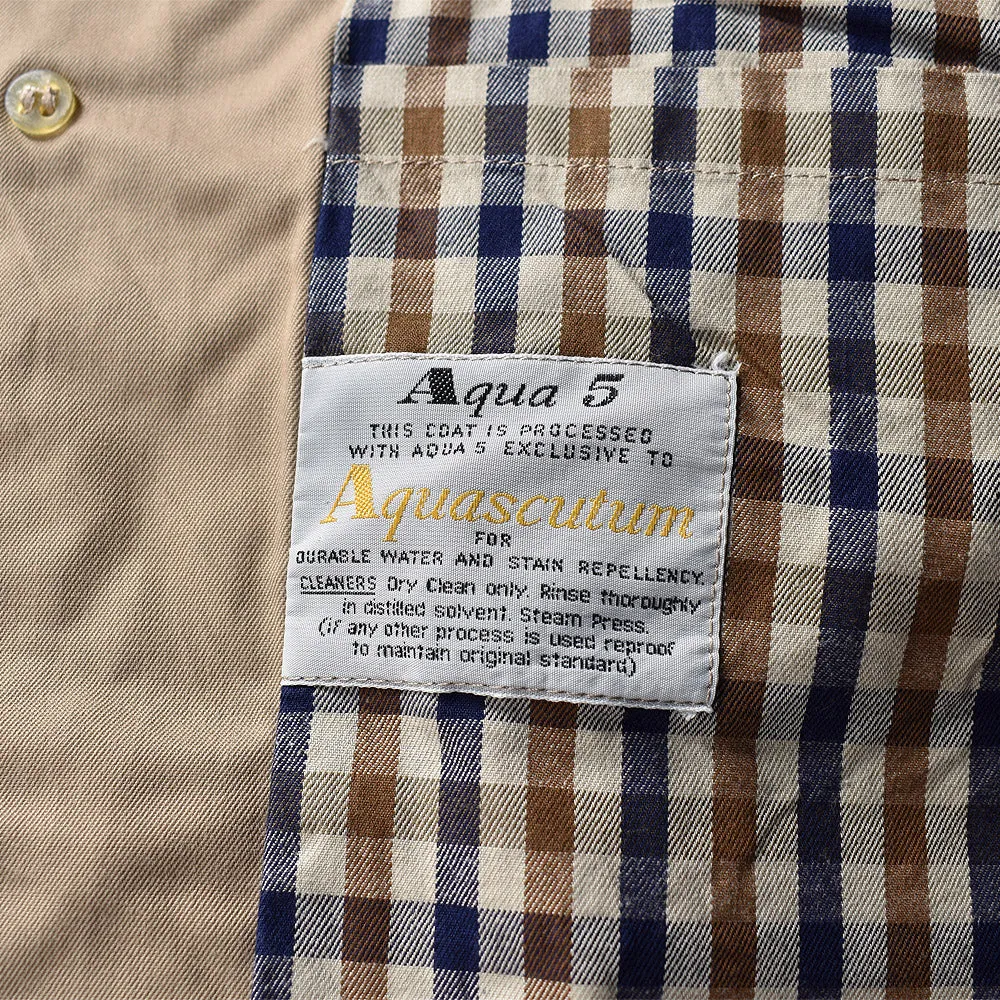 Aqua 5
THIS COAT IS PROCESSED
WITH AQUA 5 EXCLUSIVE TO
Aquascutum
FOR
DURABLE WATER AND STAIN REPELLENCY.
CLEANERS Dry Clean only. Rinse thoroughly
in distilled solvent. Steam Press.
(if any other process is used reproof
to maintain original standard)